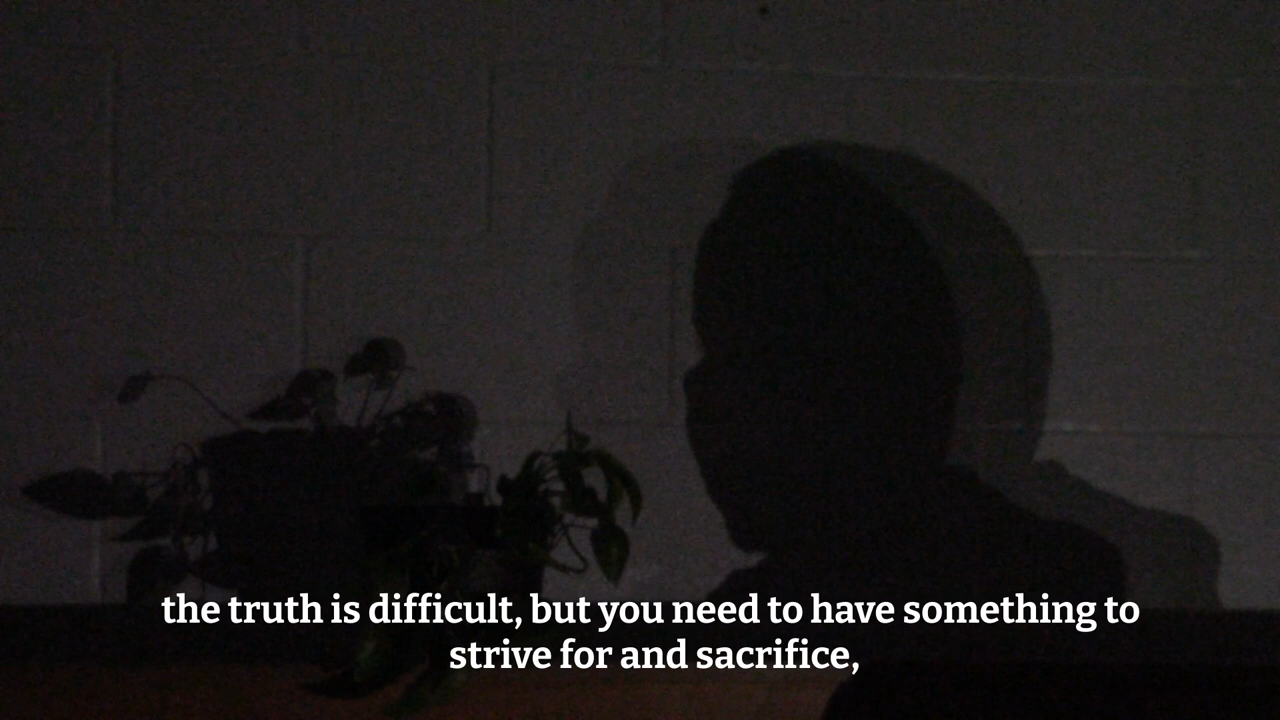 the truth is difficult, but you need to have something to
strive for and sacrifice,